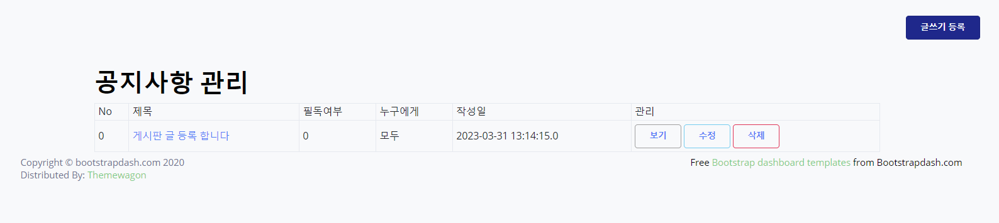 글쓰기 등록
공지사항 관리
No 제목 필독여부 누구에게 작성일 관리
0 게시판 글 등록 합니다 0 모두 2023-03-31 13:14:15.0 보기 수정 삭제
Copyright © bootstrapdash.com 2020 Free Bootstrap dashboard templates from Bootstrapdash.com
Distributed By: Themewagon